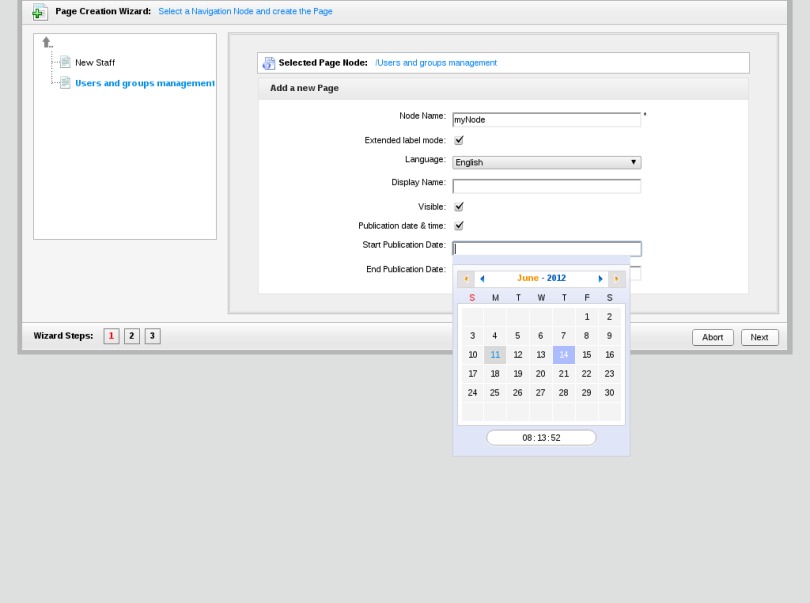 Page Creation Wizard: Select a Navigation Node and create the Page
..
New Staff
Users and groups management
Selected Page Node: /Users and groups management
Add a new Page
Node Name: myNode *
Extended label mode:
Language: English
Display Name:
Visible:
Publication date & time:
Start Publication Date:
End Publication Date:
June - 2012
S M T W T F S
1 2
3 4 5 6 7 8 9
10 11 12 13 14 15 16
17 18 19 20 21 22 23
24 25 26 27 28 29 30
08:13:52
Wizard Steps: 1 2 3
Abort Next